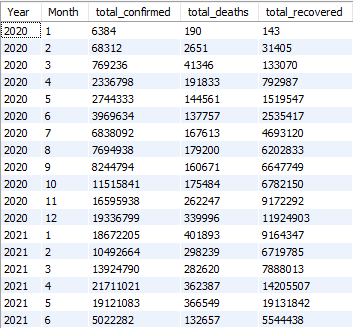 Year Month total_confirmed total_deaths total_recovered
2020 1 6384 190 143
2020 2 68312 2651 31405
2020 3 769236 41346 133070
2020 4 2336798 191833 792987
2020 5 2744333 144561 1519547
2020 6 3969634 137757 2535417
2020 7 6838092 167613 4693120
2020 8 7694938 179200 6202833
2020 9 8244794 160671 6647749
2020 10 11515841 175484 6782150
2020 11 16595938 262247 9172292
2020 12 19336799 339996 11924903
2021 1 18672205 401893 9164347
2021 2 10492664 298239 6719785
2021 3 13924790 282620 7888013
2021 4 21711021 362387 14205507
2021 5 19121083 366549 19131842
2021 6 5022282 132657 5544438